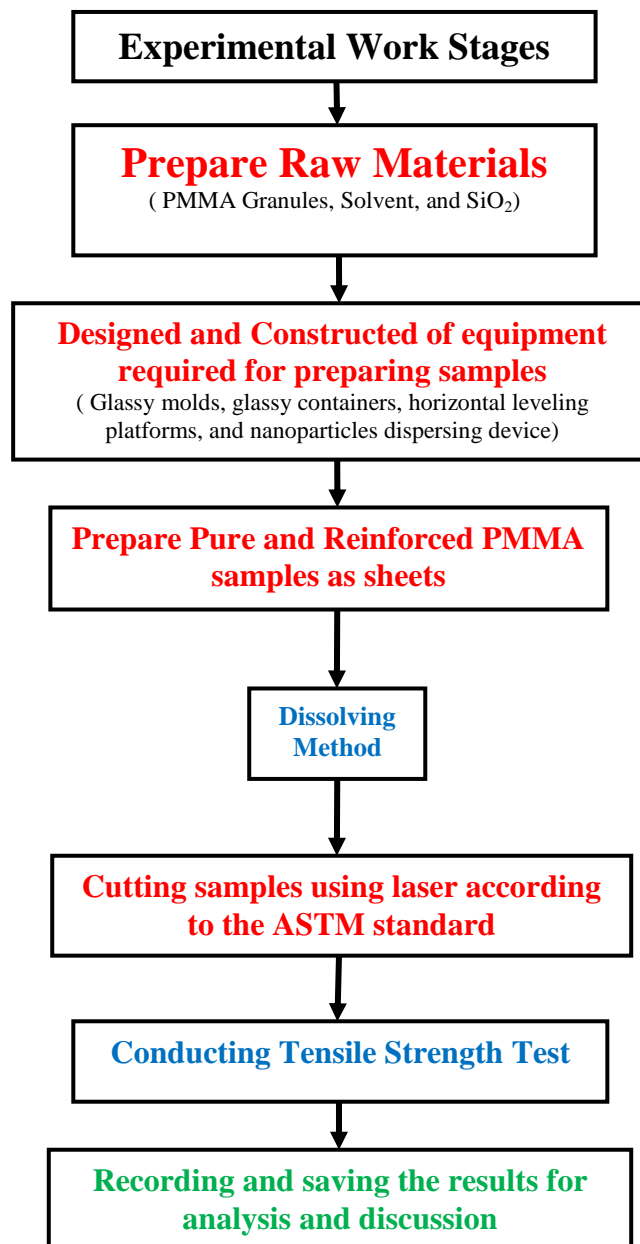 Experimental Work Stages
Prepare Raw Materials
( PMMA Granules, Solvent, and SiO₂)
Designed and Constructed of equipment
required for preparing samples
( Glassy molds, glassy containers, horizontal leveling
platforms, and nanoparticles dispersing device)
Prepare Pure and Reinforced PMMA
samples as sheets
Dissolving
Method
Cutting samples using laser according
to the ASTM standard
Conducting Tensile Strength Test
Recording and saving the results for
analysis and discussion